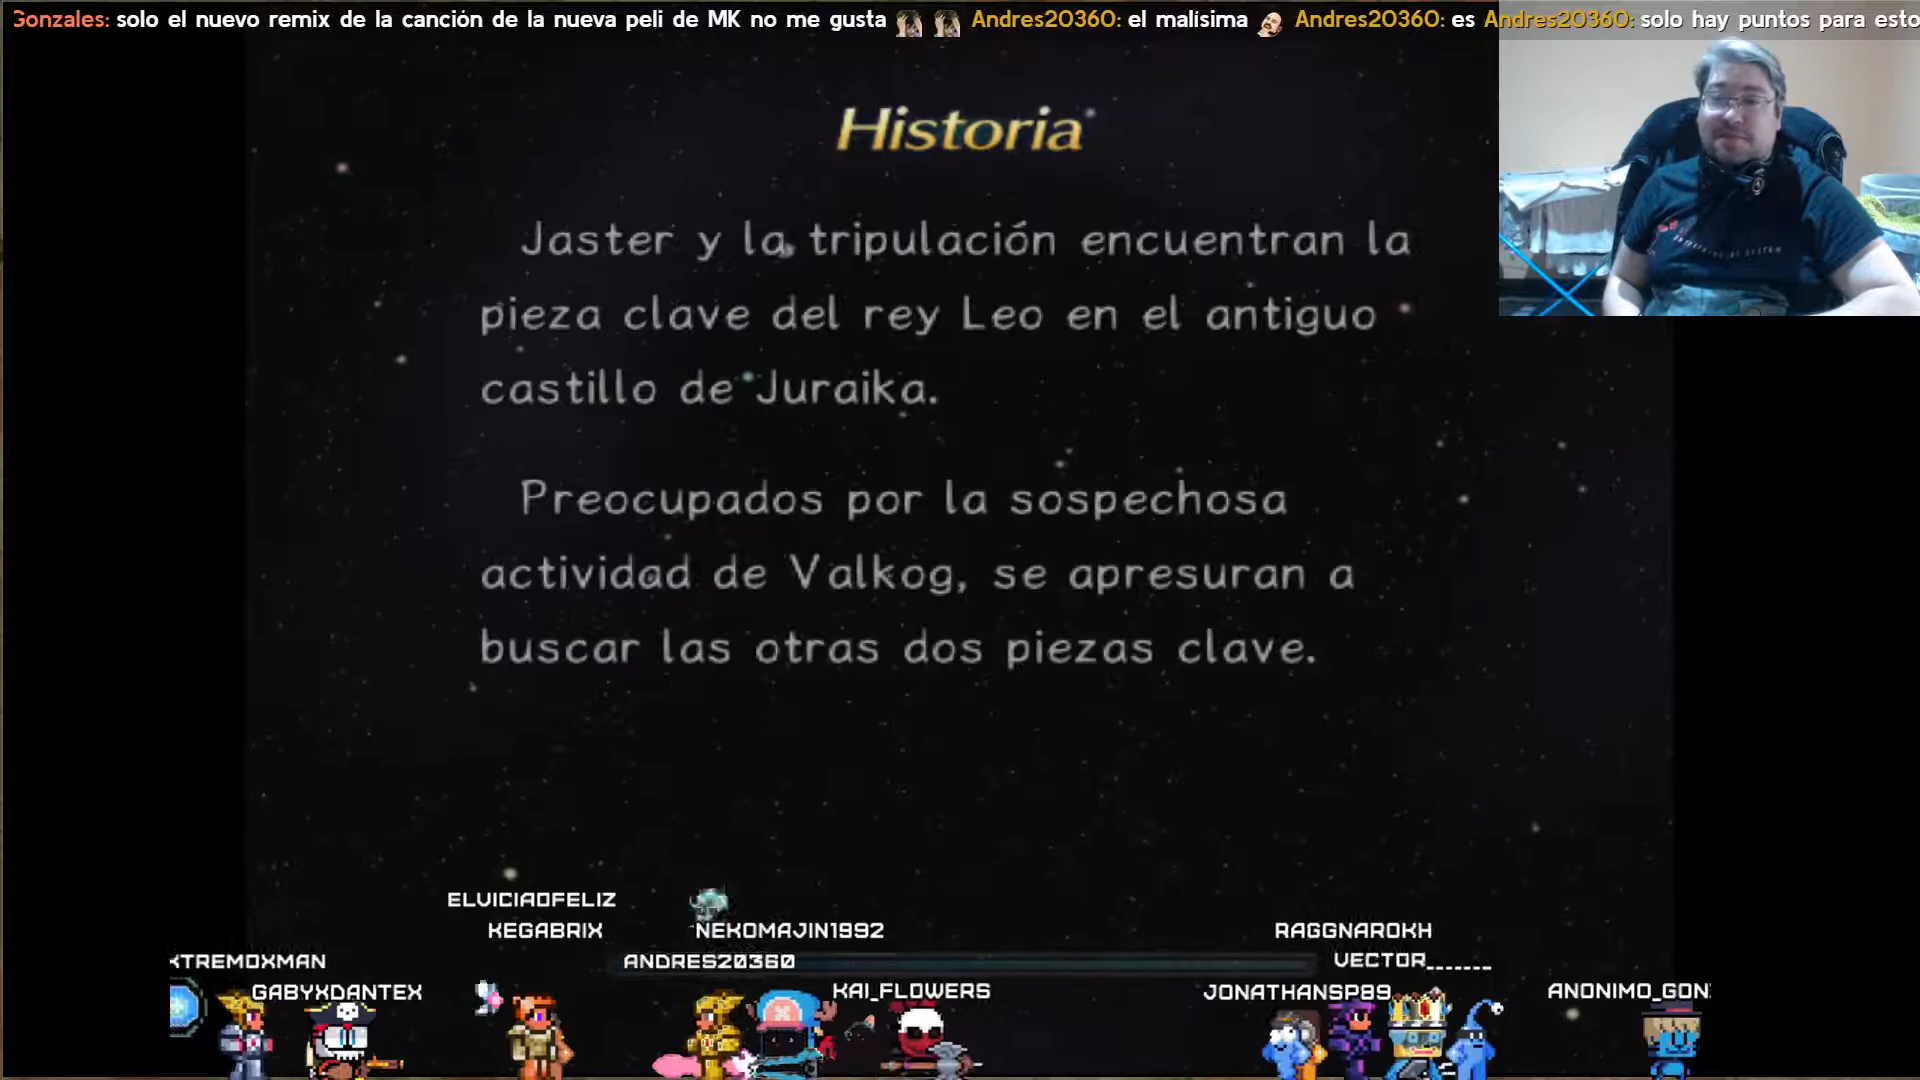 Gonzales: solo el nuevo remix de la canción de la nueva peli de MK no me gusta Andres20360: el malísima Andres20360: es Andres20360: solo hay puntos para esto
Historia
Jaster y la tripulación encuentran la
pieza clave del rey Leo en el antiguo
castillo de Juraika.
Preocupados por la sospechosa
actividad de Valkog, se apresuran a
buscar las otras dos piezas clave.
ELVICIADFELIZ
KEGABRIX NEKOMAJIN1992 RAGGNAROKH
XTREMOXMAN ANDRES20360 VECTOR_______
GABYXDANTEX KAI_FLOWERS JONATHANSP89 ANONIMO_GON